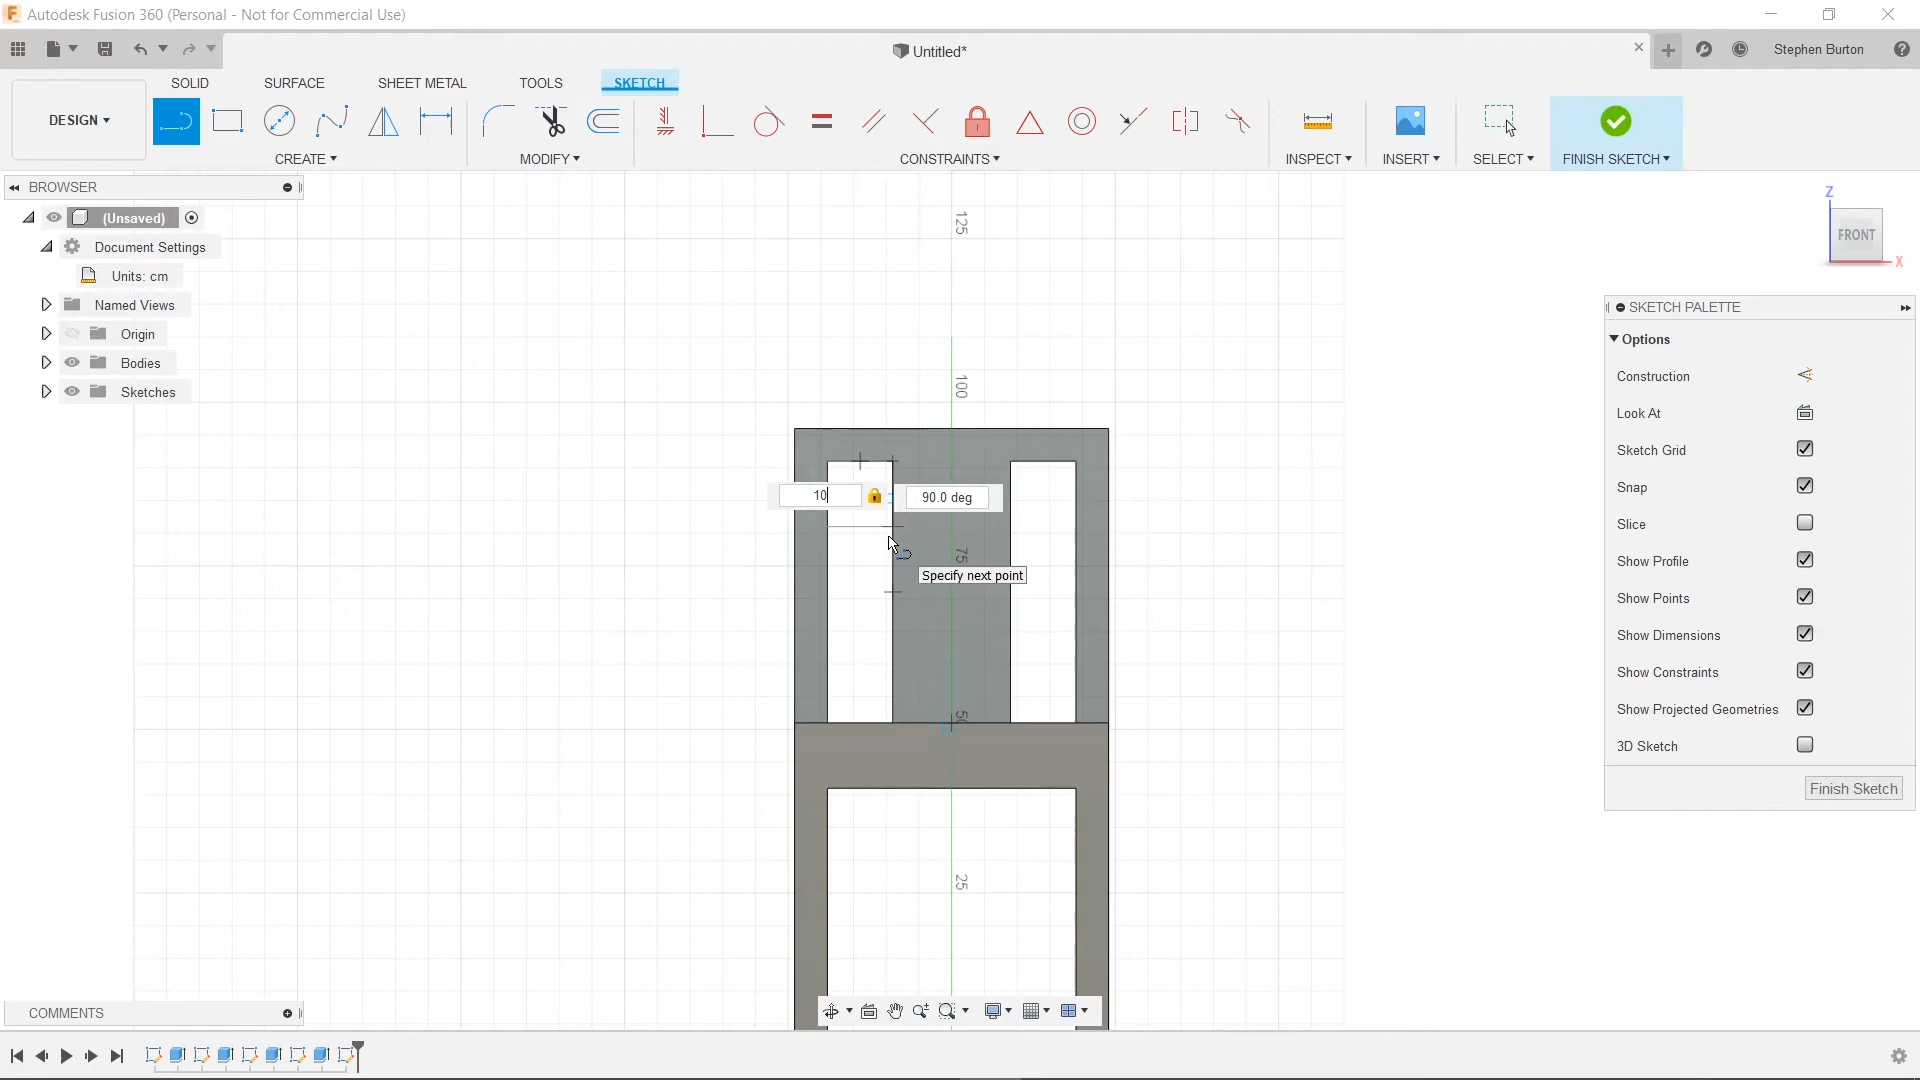 Autodesk Fusion 360 (Personal - Not for Commercial Use)
Untitled*
Stephen Burton
SOLID
SURFACE
SHEET METAL
TOOLS
SKETCH
DESIGN
CREATE
MODIFY
CONSTRAINTS
INSPECT
INSERT
SELECT
FINISH SKETCH
BROWSER
(Unsaved)
Document Settings
Units: cm
Named Views
Origin
Bodies
Sketches
125
100
75
50
25
10
90.0 deg
Specify next point
Z
FRONT
X
SKETCH PALETTE
Options
Construction
Look At
Sketch Grid
Snap
Slice
Show Profile
Show Points
Show Dimensions
Show Constraints
Show Projected Geometries
3D Sketch
Finish Sketch
COMMENTS